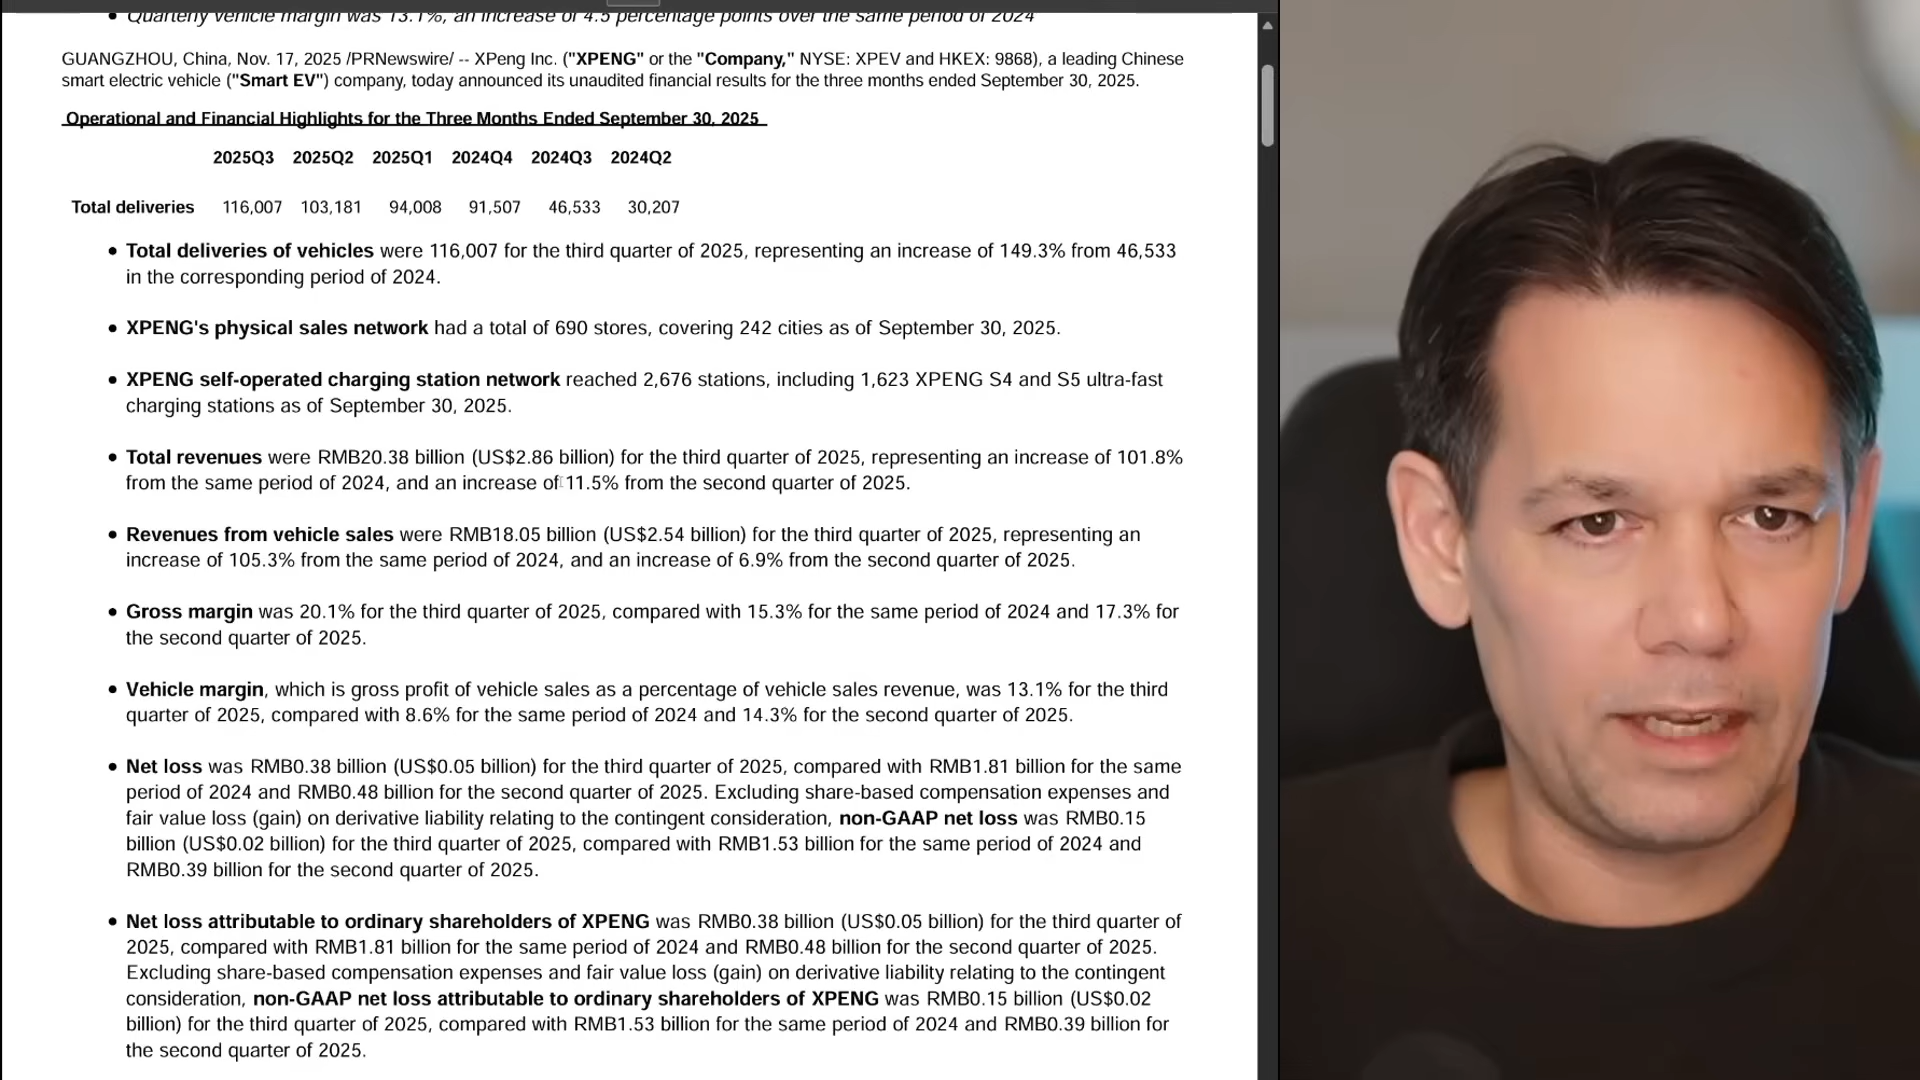 Quarterly vehicle margin was 13.1%, an increase of 4.5 percentage points over the same period of 2024
GUANGZHOU, China, Nov. 17, 2025 /PRNewswire/ -- XPeng Inc. ("XPENG" or the "Company," NYSE: XPEV and HKEX: 9868), a leading Chinese
smart electric vehicle ("Smart EV") company, today announced its unaudited financial results for the three months ended September 30, 2025.
Operational and Financial Highlights for the Three Months Ended September 30, 2025
2025Q3 2025Q2 2025Q1 2024Q4 2024Q3 2024Q2
Total deliveries 116,007 103,181 94,008 91,507 46,533 30,207
• Total deliveries of vehicles were 116,007 for the third quarter of 2025, representing an increase of 149.3% from 46,533
in the corresponding period of 2024.
• XPENG's physical sales network had a total of 690 stores, covering 242 cities as of September 30, 2025.
• XPENG self-operated charging station network reached 2,676 stations, including 1,623 XPENG S4 and S5 ultra-fast
charging stations as of September 30, 2025.
• Total revenues were RMB20.38 billion (US$2.86 billion) for the third quarter of 2025, representing an increase of 101.8%
from the same period of 2024, and an increase of 11.5% from the second quarter of 2025.
• Revenues from vehicle sales were RMB18.05 billion (US$2.54 billion) for the third quarter of 2025, representing an
increase of 105.3% from the same period of 2024, and an increase of 6.9% from the second quarter of 2025.
• Gross margin was 20.1% for the third quarter of 2025, compared with 15.3% for the same period of 2024 and 17.3% for
the second quarter of 2025.
• Vehicle margin, which is gross profit of vehicle sales as a percentage of vehicle sales revenue, was 13.1% for the third
quarter of 2025, compared with 8.6% for the same period of 2024 and 14.3% for the second quarter of 2025.
• Net loss was RMB0.38 billion (US$0.05 billion) for the third quarter of 2025, compared with RMB1.81 billion for the same
period of 2024 and RMB0.48 billion for the second quarter of 2025. Excluding share-based compensation expenses and
fair value loss (gain) on derivative liability relating to the contingent consideration, non-GAAP net loss was RMB0.15
billion (US$0.02 billion) for the third quarter of 2025, compared with RMB1.53 billion for the same period of 2024 and
RMB0.39 billion for the second quarter of 2025.
• Net loss attributable to ordinary shareholders of XPENG was RMB0.38 billion (US$0.05 billion) for the third quarter of
2025, compared with RMB1.81 billion for the same period of 2024 and RMB0.48 billion for the second quarter of 2025.
Excluding share-based compensation expenses and fair value loss (gain) on derivative liability relating to the contingent
consideration, non-GAAP net loss attributable to ordinary shareholders of XPENG was RMB0.15 billion (US$0.02
billion) for the third quarter of 2025, compared with RMB1.53 billion for the same period of 2024 and RMB0.39 billion for
the second quarter of 2025.